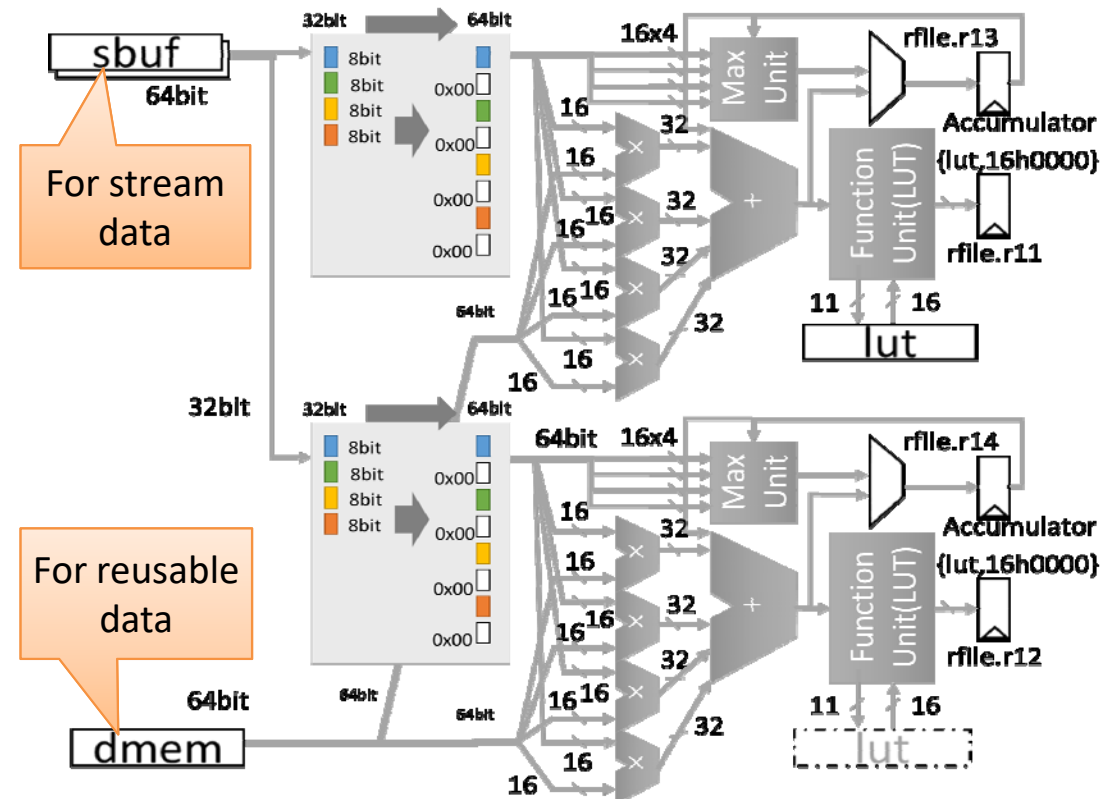 32bit
64bit
sbuf
64bit
For stream
data
8bit
8bit
8bit
8bit
0x00
0x00
0x00
0x00
16x4
Max
Unit
rfile.r13
16
16
16
16
16
16
16
16
×
×
×
×
32
32
32
32
+
Accumulator
{lut,16h0000}
Function
Unit(LUT)
rfile.r11
11
16
lut
64bit
32bit
32bit
64bit
8bit
8bit
8bit
8bit
0x00
0x00
0x00
0x00
64bit
16x4
Max
Unit
rfile.r14
16
16
16
16
16
16
16
16
×
×
×
×
32
32
32
32
+
Accumulator
{lut,16h0000}
Function
Unit(LUT)
rfile.r12
11
16
lut
For reusable
data
64bit
64bit
64bit
dmem